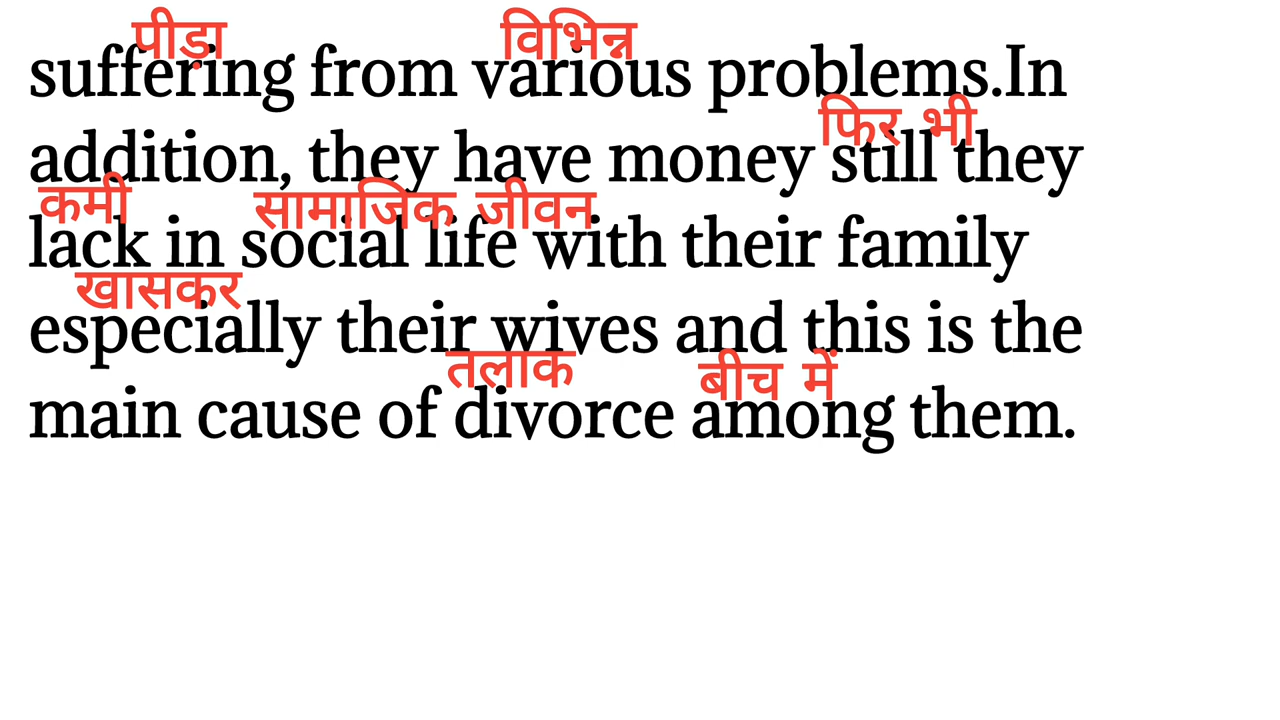 पीड़ा विभिन्न
suffering from various problems.In
फिर भी
addition, they have money still they
कमी सामाजिक जीवन
lack in social life with their family
खासकर
especially their wives and this is the
तलाक बीच में
main cause of divorce among them.